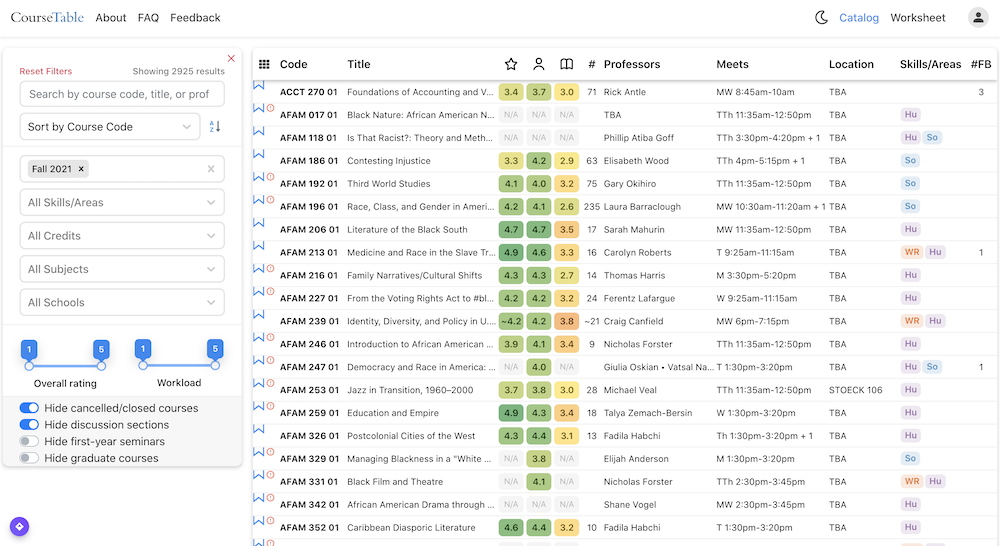 CourseTable About FAQ Feedback Catalog Worksheet
Reset Filters Showing 2925 results
Search by course code, title, or prof
Sort by Course Code
Fall 2021 ×
All Skills/Areas
All Credits
All Subjects
All Schools
1 5 1 5
Overall rating Workload
Hide cancelled/closed courses
Hide discussion sections
Hide first-year seminars
Hide graduate courses
Code Title # Professors Meets Location Skills/Areas #FB
ACCT 270 01 Foundations of Accounting and V... 3.4 3.7 3.0 71 Rick Antle MW 8:45am-10am TBA 3
AFAM 017 01 Black Nature: African American N... N/A N/A N/A TBA TTh 11:35am-12:50pm TBA Hu
AFAM 118 01 Is That Racist?: Theory and Meth... N/A N/A N/A Phillip Atiba Goff TTh 3:30pm-4:20pm + 1 TBA Hu So
AFAM 186 01 Contesting Injustice 3.3 4.2 2.9 63 Elisabeth Wood TTh 4pm-5:15pm + 1 TBA So
AFAM 192 01 Third World Studies 4.1 4.0 3.2 75 Gary Okihiro TTh 11:35am-12:50pm TBA So
AFAM 196 01 Race, Class, and Gender in Ameri... 4.2 4.1 2.6 235 Laura Barraclough MW 10:30am-11:20am + 1 TBA So
AFAM 206 01 Literature of the Black South 4.7 4.7 3.5 17 Sarah Mahurin MW 11:35am-12:50pm TBA Hu
AFAM 213 01 Medicine and Race in the Slave Tr... 4.9 4.6 3.3 16 Carolyn Roberts T 9:25am-11:15am TBA WR Hu 1
AFAM 216 01 Family Narratives/Cultural Shifts 4.3 4.3 2.7 14 Thomas Harris M 3:30pm-5:20pm TBA Hu
AFAM 227 01 From the Voting Rights Act to #bl... 4.2 4.2 3.2 24 Ferentz Lafargue W 9:25am-11:15am TBA Hu
AFAM 239 01 Identity, Diversity, and Policy in U.... ~4.2 4.2 3.8 ~21 Craig Canfield MW 6pm-7:15pm TBA WR Hu
AFAM 246 01 Introduction to African American ... 3.9 4.1 3.4 9 Nicholas Forster TTh 11:35am-12:50pm TBA Hu
AFAM 247 01 Democracy and Race in America: ... N/A 4.0 N/A Giulia Oskian • Vatsal Na... T 1:30pm-3:20pm TBA Hu So 1
AFAM 253 01 Jazz in Transition, 1960–2000 3.7 3.8 3.0 28 Michael Veal TTh 11:35am-12:50pm STOECK 106 Hu
AFAM 259 01 Education and Empire 4.9 4.3 3.4 18 Talya Zemach-Bersin W 1:30pm-3:20pm TBA Hu
AFAM 326 01 Postcolonial Cities of the West 4.3 4.4 3.1 13 Fadila Habchi Th 1:30pm-3:20pm + 1 TBA Hu
AFAM 329 01 Managing Blackness in a "White ... N/A 3.8 N/A Elijah Anderson M 1:30pm-3:20pm TBA So
AFAM 331 01 Black Film and Theatre N/A 4.1 N/A Nicholas Forster TTh 2:30pm-3:45pm TBA WR Hu
AFAM 342 01 African American Drama through ... N/A N/A N/A Shane Vogel MW 11:35am-12:50pm TBA Hu
AFAM 352 01 Caribbean Diasporic Literature 4.6 4.4 3.2 10 Fadila Habchi T 1:30pm-3:20pm TBA Hu